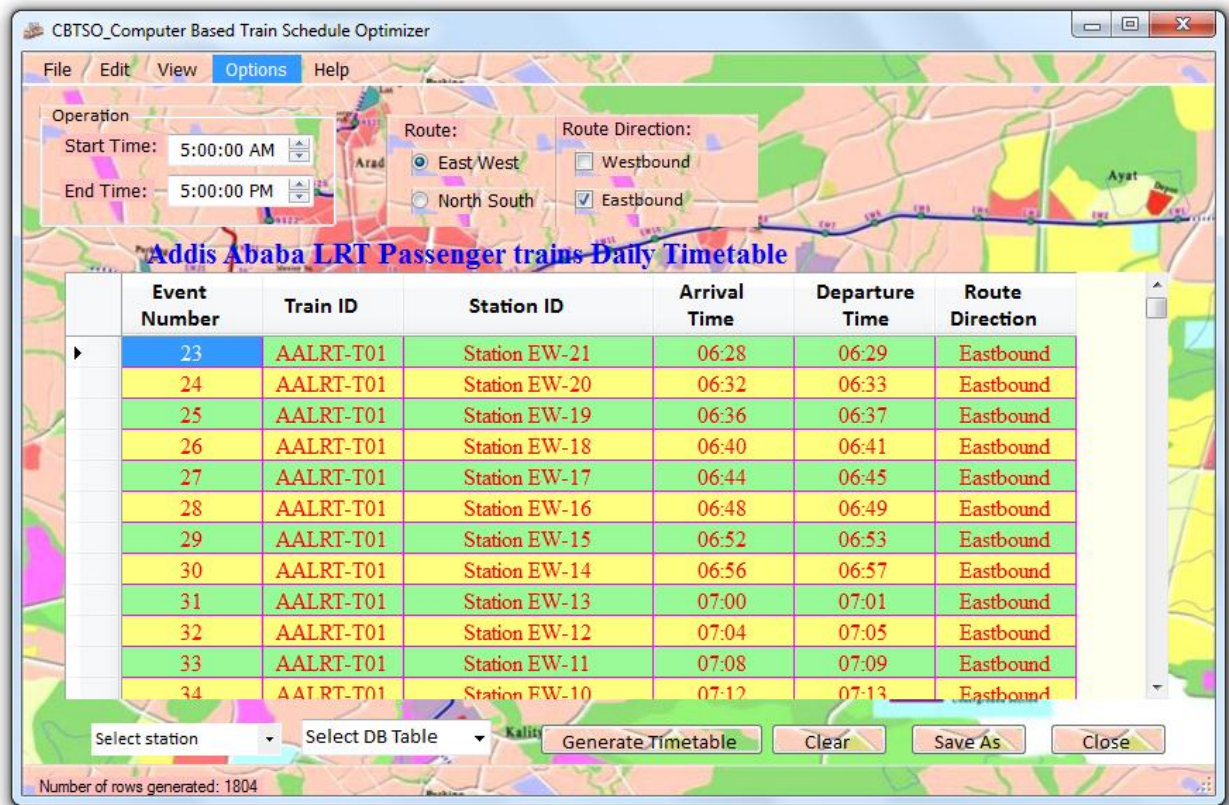 CBTSO_Computer Based Train Schedule Optimizer
File Edit View Options Help
Operation
Start Time: 5:00:00 AM
End Time: 5:00:00 PM
Route:
East West
North South
Route Direction:
Westbound
Eastbound
Arad
Ayat
Depot
Addis Ababa LRT Passenger trains Daily Timetable
Event Number Train ID Station ID Arrival Time Departure Time Route Direction
23 AALRT-T01 Station EW-21 06:28 06:29 Eastbound
24 AALRT-T01 Station EW-20 06:32 06:33 Eastbound
25 AALRT-T01 Station EW-19 06:36 06:37 Eastbound
26 AALRT-T01 Station EW-18 06:40 06:41 Eastbound
27 AALRT-T01 Station EW-17 06:44 06:45 Eastbound
28 AALRT-T01 Station EW-16 06:48 06:49 Eastbound
29 AALRT-T01 Station EW-15 06:52 06:53 Eastbound
30 AALRT-T01 Station EW-14 06:56 06:57 Eastbound
31 AALRT-T01 Station EW-13 07:00 07:01 Eastbound
32 AALRT-T01 Station EW-12 07:04 07:05 Eastbound
33 AALRT-T01 Station EW-11 07:08 07:09 Eastbound
34 AALRT-T01 Station EW-10 07:12 07:13 Eastbound
Select station Select DB Table Kality Generate Timetable Clear Save As Close
Number of rows generated: 1804